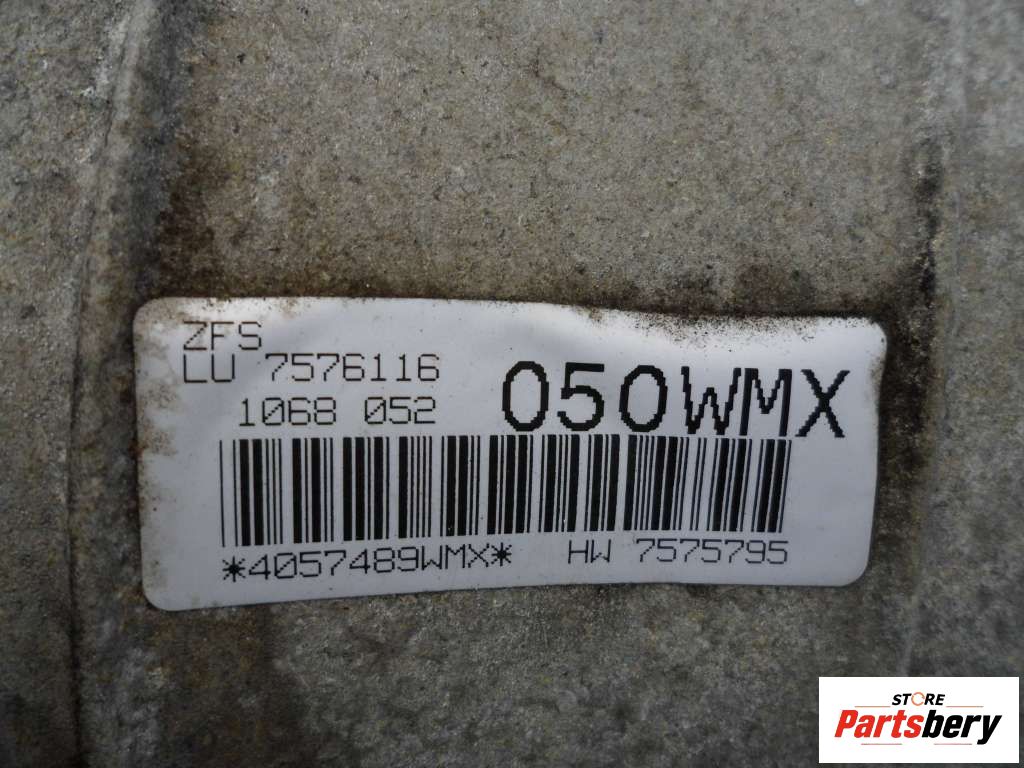 ZFS
LU 7576116
1068 052
050WMX
*4057489WMX* HW 7575795
STORE
Partsbery